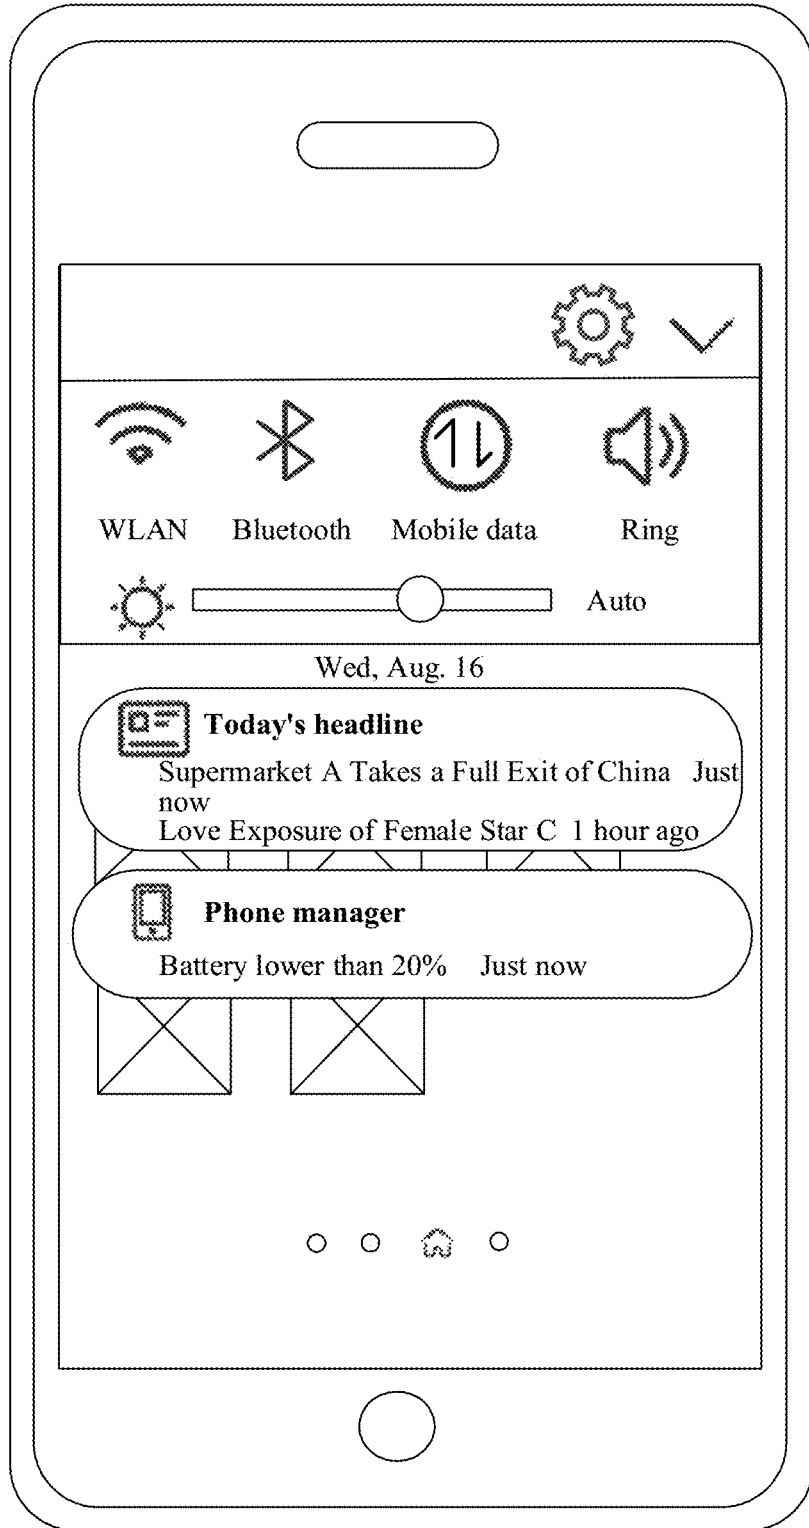 WLAN Bluetooth Mobile data Ring
Auto
Wed, Aug. 16
Today's headline
Supermarket A Takes a Full Exit of China Just
now
Love Exposure of Female Star C 1 hour ago
Phone manager
Battery lower than 20% Just now